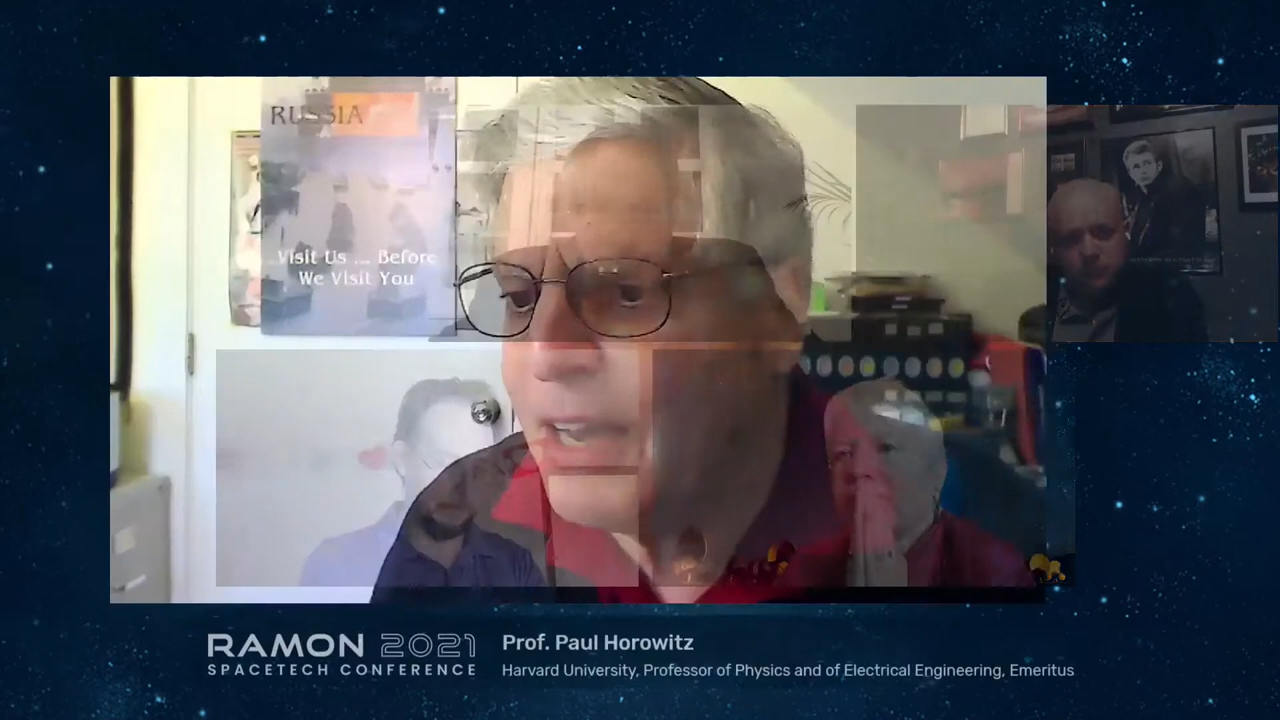 RUSSIA
Visit Us ... Before
We Visit You
RAMON 2021
SPACETECH CONFERENCE
Prof. Paul Horowitz
Harvard University, Professor of Physics and of Electrical Engineering, Emeritus